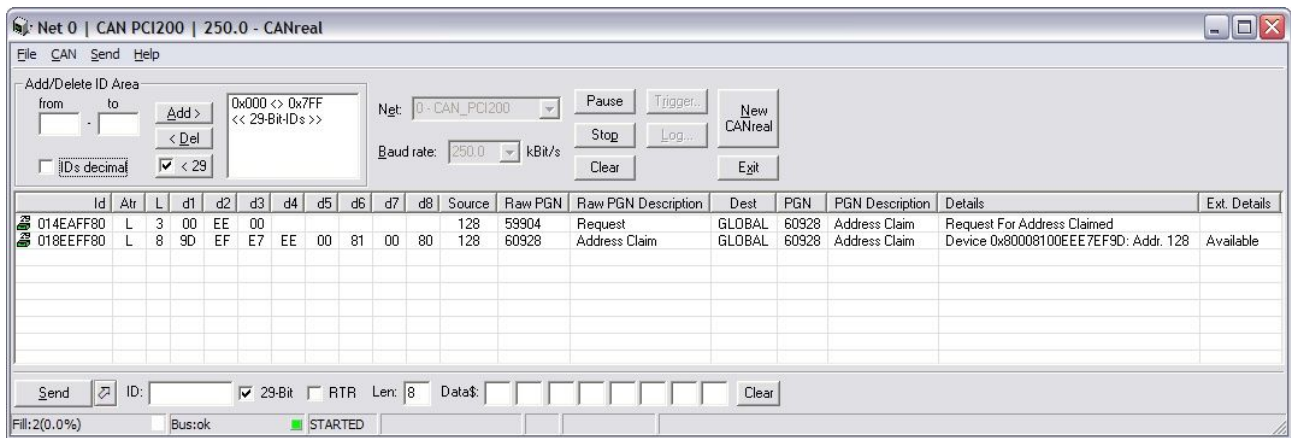 Net 0 | CAN PCI200 | 250.0 - CANreal
File CAN Send Help
Add/Delete ID Area
from to
- Add >
< Del
IDs decimal < 29
0x000 <> 0x7FF
<< 29-Bit-IDs >>
Net: 0 - CAN_PCI200
Baud rate: 250.0 kBit/s
Pause Trigger..
Stop Log...
Clear
New CANreal
Exit
Id Atr L d1 d2 d3 d4 d5 d6 d7 d8 Source Raw PGN Raw PGN Description Dest PGN PGN Description Details Ext. Details
29 014EAFF80 L 3 00 EE 00 128 59904 Request GLOBAL 60928 Address Claim Request For Address Claimed
29 018EEFF80 L 8 9D EF E7 EE 00 81 00 80 128 60928 Address Claim GLOBAL 60928 Address Claim Device 0x80008100EEE7EF9D: Addr. 128 Available
Send ID: 29-Bit RTR Len: 8 Data$: Clear
Fill:2(0.0%) Bus:ok STARTED